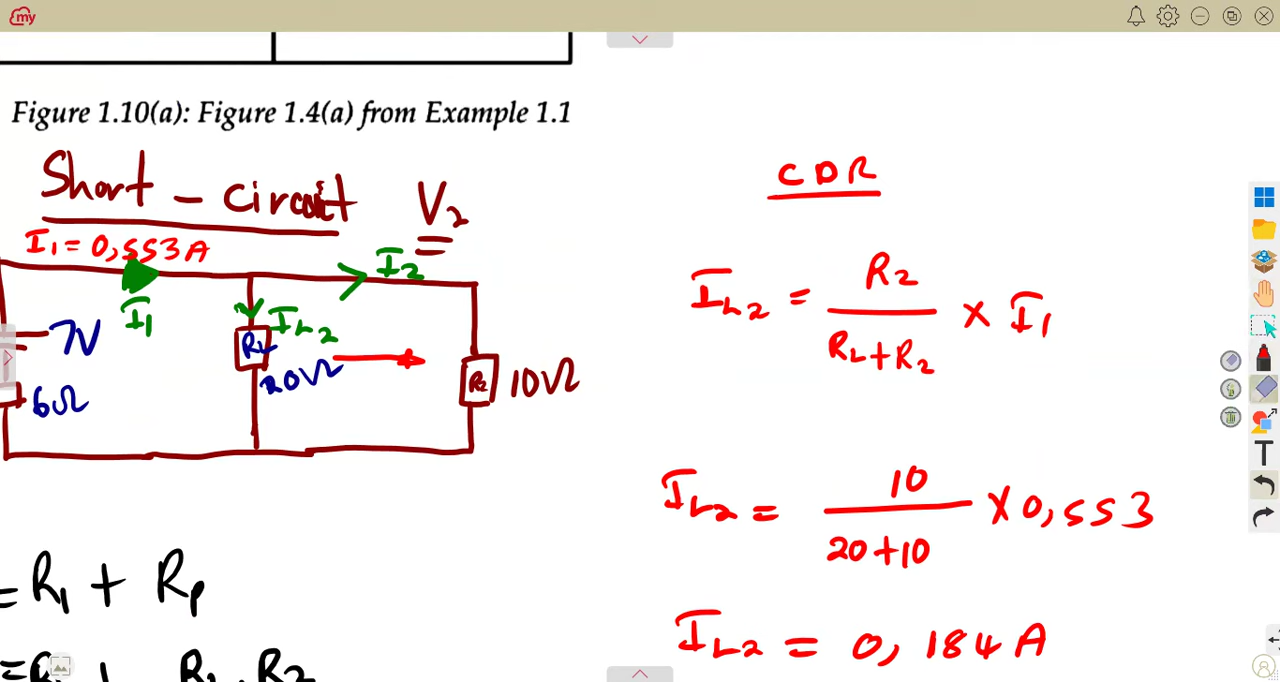 my
Figure 1.10(a): Figure 1.4(a) from Example 1.1
Short - circuit
V2
I1 = 0,553A
I2
I1
IL2
7V
RL
20Ω
6Ω
R2
10Ω
= R1 + Rp
CDR
IL2 = R2
RL+R2
× I1
IL2 = 10
20+10
×0,553
IL2 = 0,184A
T